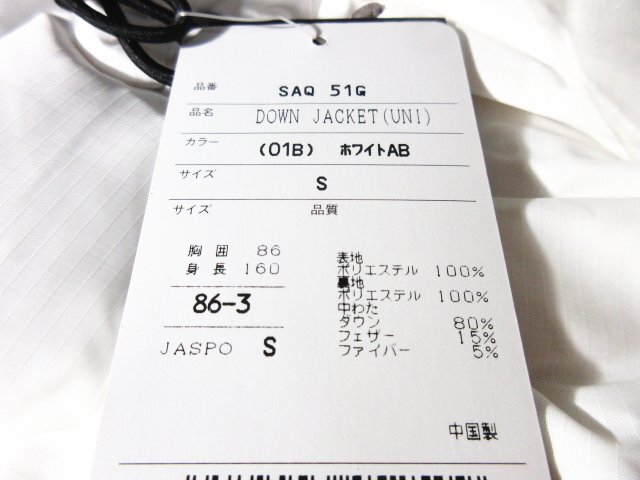 品番 SAQ 51G
品名 DOWN JACKET(UNI)
カラー (01B) ホワイトAB
サイズ S
サイズ 品質
胸囲 86
身長 160
86-3
JASPO S
表地
ポリエステル 100%
裏地
ポリエステル 100%
中わた
ダウン 80%
フェザー 15%
ファイバー 5%
中国製